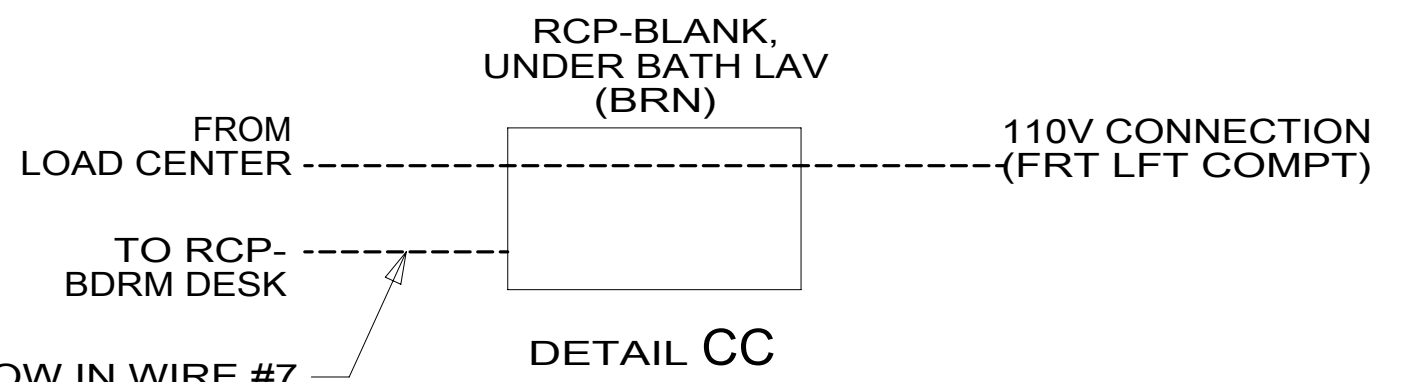 RCP-BLANK,
UNDER BATH LAV
(BRN)
FROM
LOAD CENTER
110V CONNECTION
(FRT LFT COMPT)
TO RCP-
BDRM DESK
DETAIL CC
IN WIRE #7